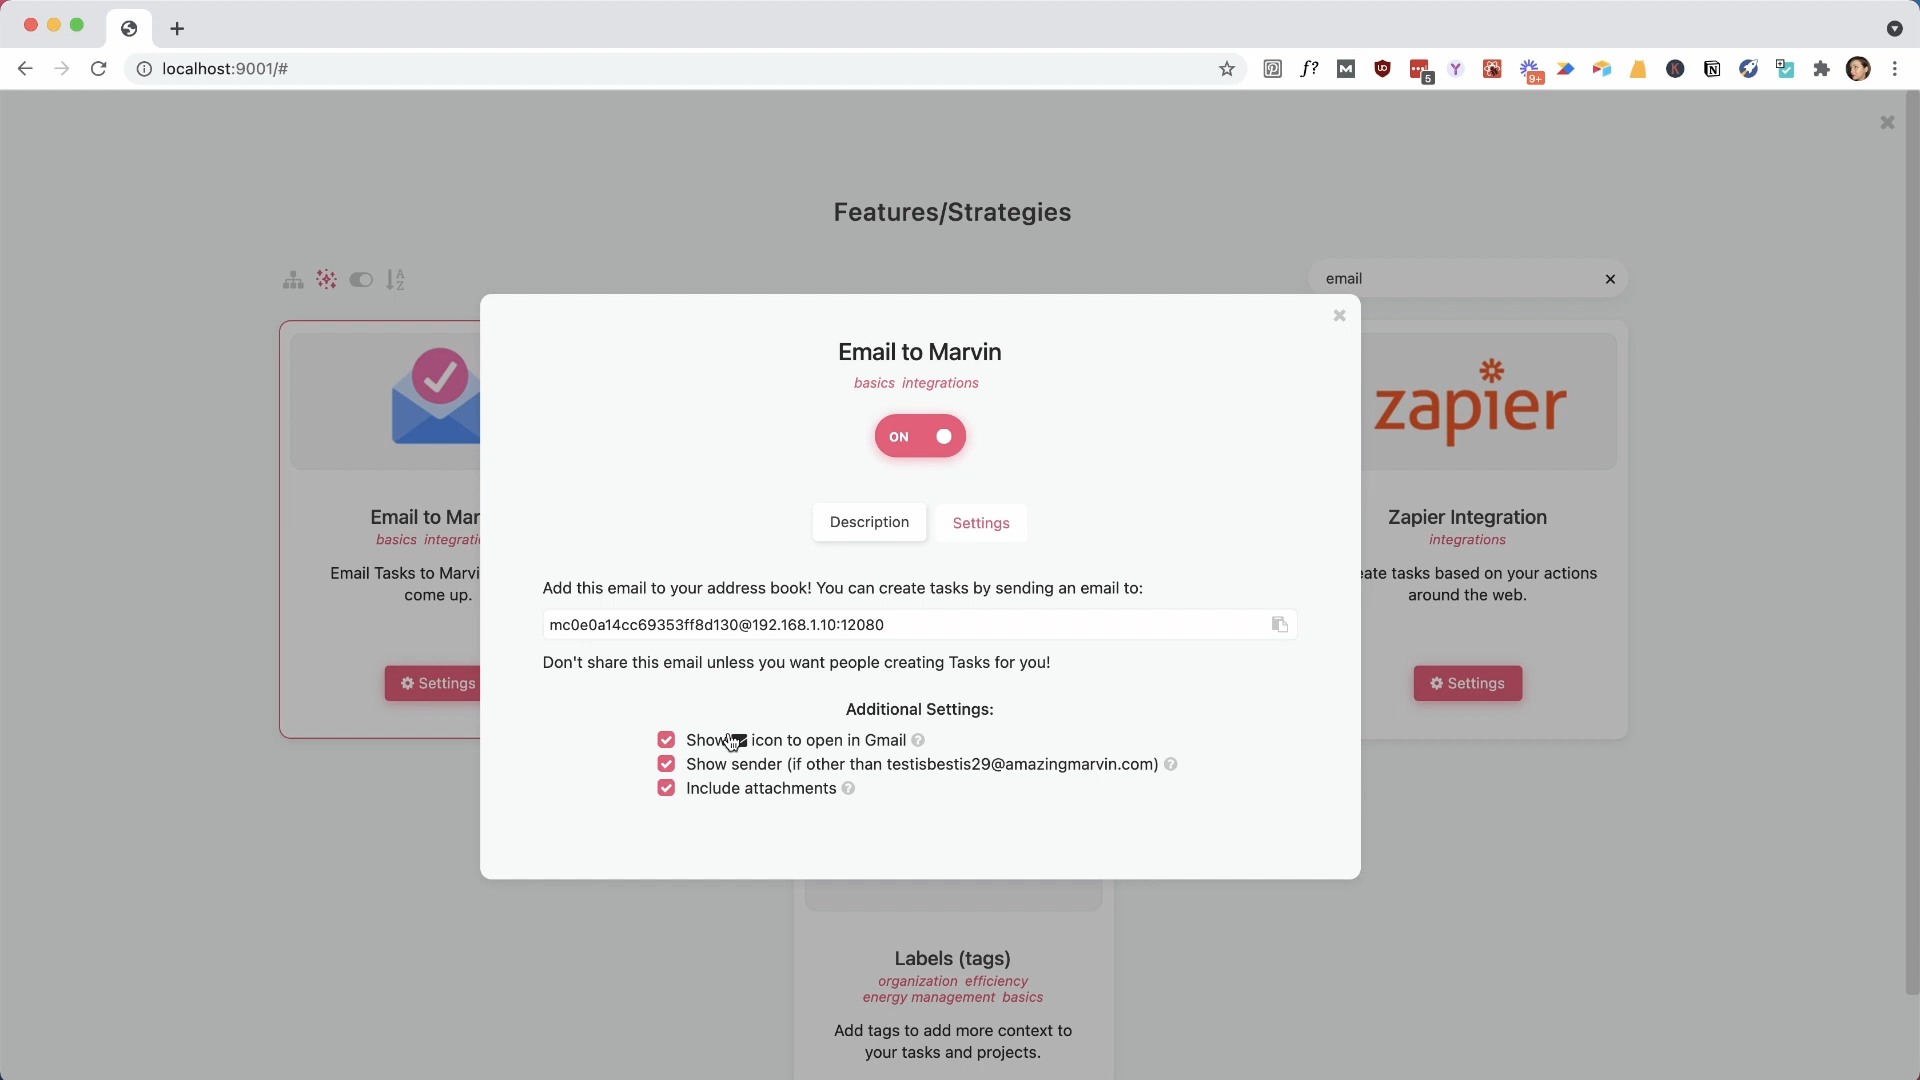 localhost:9001/#
f?
5
9+
Features/Strategies
email
Email to Marvin
basics integrations
ON
Description
Settings
Add this email to your address book! You can create tasks by sending an email to:
mc0e0a14cc69353ff8d130@192.168.1.10:12080
Don't share this email unless you want people creating Tasks for you!
Additional Settings:
Show icon to open in Gmail
Show sender (if other than testisbestis29@amazingmarvin.com)
Include attachments
Email to Mar
basics integrati
Email Tasks to Marvi
come up.
Settings
zapier
Zapier Integration
integrations
eate tasks based on your actions
around the web.
Settings
Labels (tags)
organization efficiency
energy management basics
Add tags to add more context to
your tasks and projects.